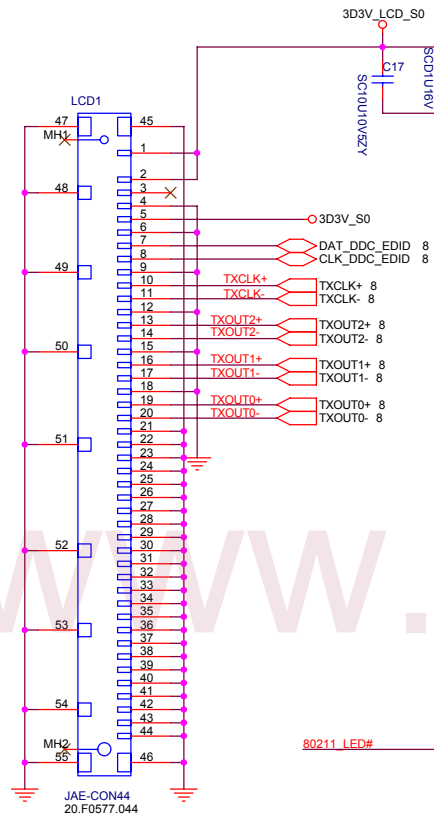 3D3V_LCD_S0
C17
SC10U10V5ZY
SCD1U16V
LCD1
47 45
MH1
1
2
48 3
4
5 3D3V_S0
6
7 DAT_DDC_EDID 8
8 CLK_DDC_EDID 8
49 9
10 TXCLK+ TXCLK+ 8
11 TXCLK- TXCLK- 8
12
13 TXOUT2+ TXOUT2+ 8
14 TXOUT2- TXOUT2- 8
50 15
16 TXOUT1+ TXOUT1+ 8
17 TXOUT1- TXOUT1- 8
18
19 TXOUT0+ TXOUT0+ 8
20 TXOUT0- TXOUT0- 8
21
51 22
23
24
25
26
27
28
29
52 30
31
32
33
34
35
53 36
37
38
39
40
41
54 42
43
44
MH2 80211_LED#
55 46
JAE-CON44
20.F0577.044
www.